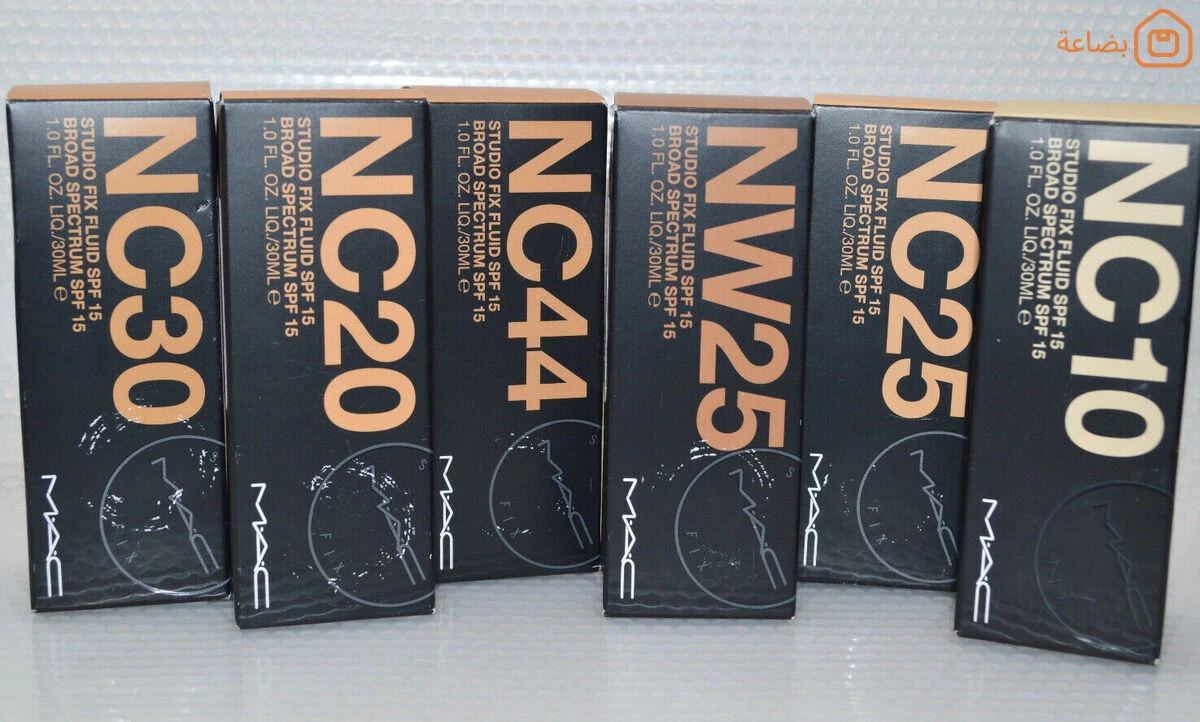 بضاعة
NC30
STUDIO FIX FLUID SPF 15
BROAD SPECTRUM SPF 15
1.0 FL. OZ. LIQ./30ML e
M·A·C
MAC
S
FIX
NC20
STUDIO FIX FLUID SPF 15
BROAD SPECTRUM SPF 15
1.0 FL. OZ. LIQ./30ML e
M·A·C
MAC
S
FIX
NC44
STUDIO FIX FLUID SPF 15
BROAD SPECTRUM SPF 15
1.0 FL. OZ. LIQ./30ML e
M·A·C
MAC
FIX
NW25
STUDIO FIX FLUID SPF 15
BROAD SPECTRUM SPF 15
1.0 FL. OZ. LIQ./30ML e
M·A·C
MAC
S
FIX
NC25
STUDIO FIX FLUID SPF 15
BROAD SPECTRUM SPF 15
1.0 FL. OZ. LIQ./30ML e
M·A·C
MAC
FIX
NC10
STUDIO FIX FLUID SPF 15
BROAD SPECTRUM SPF 15
1.0 FL. OZ. LIQ./30ML e
M·A·C
MAC